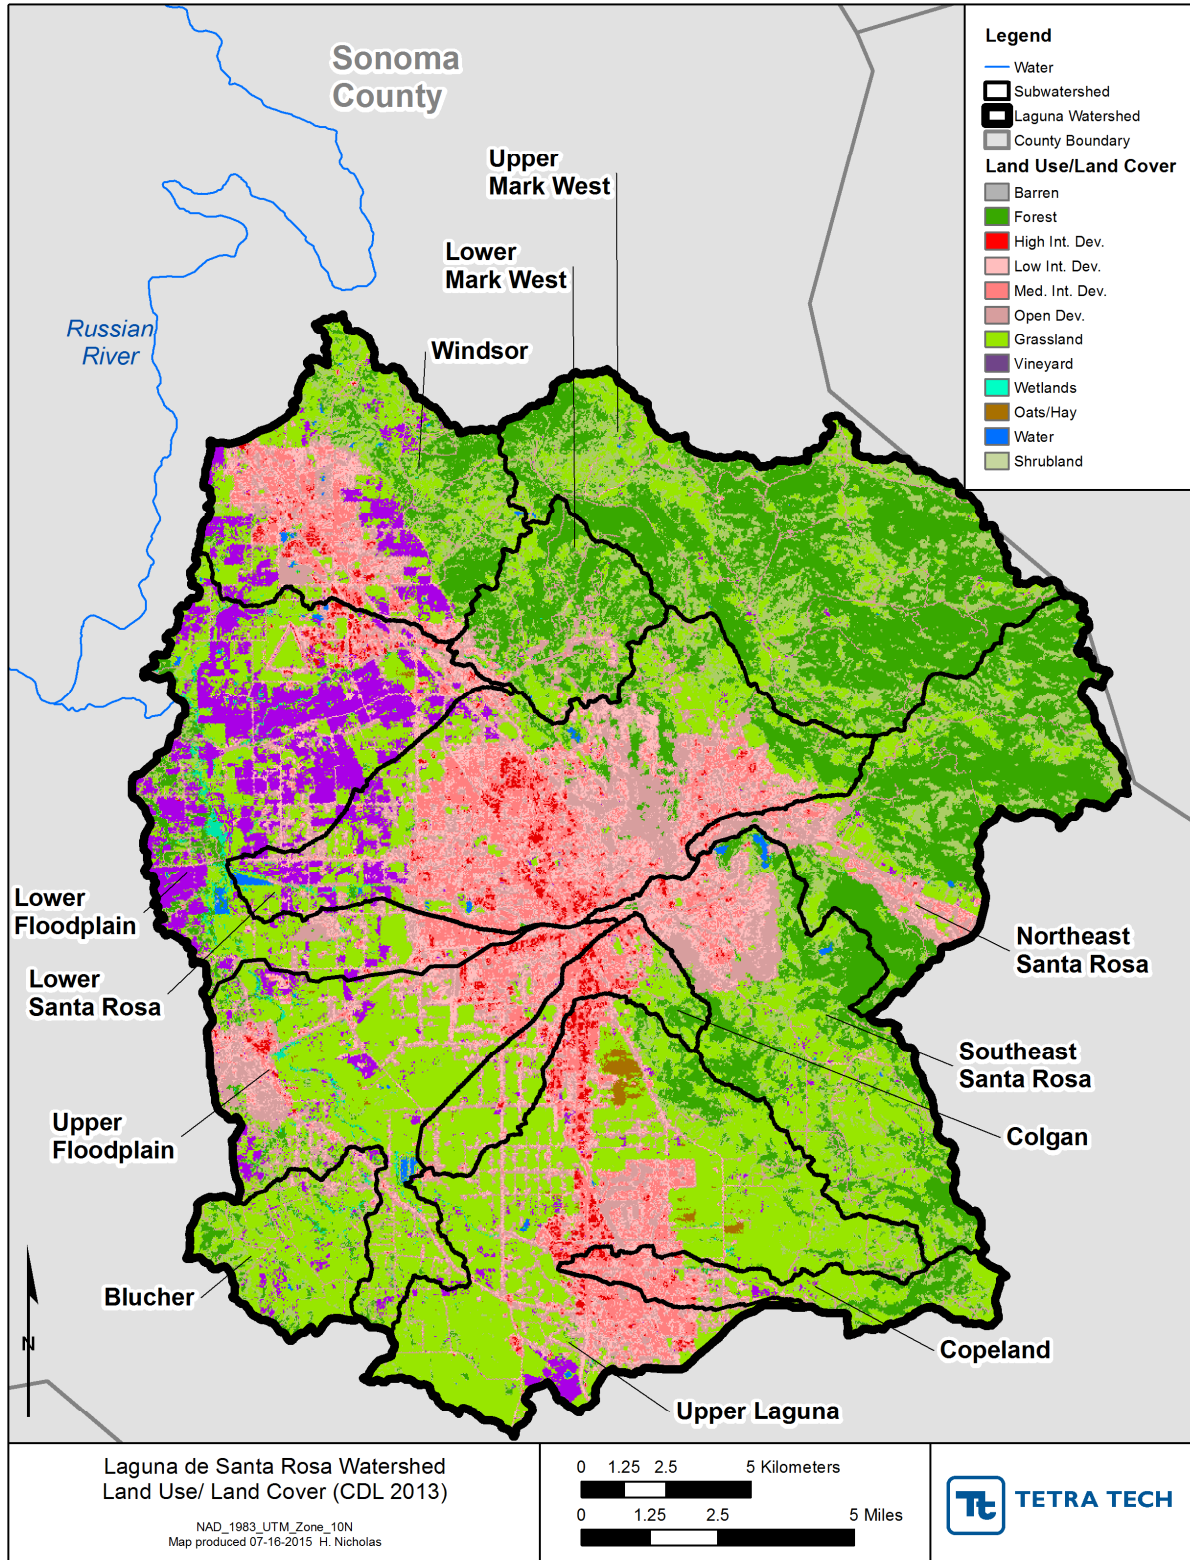 Sonoma
County
Upper
Mark West
Lower
Mark West
Russian
River
Windsor
Legend
Water
Subwatershed
Laguna Watershed
County Boundary
Land Use/Land Cover
Barren
Forest
High Int. Dev.
Low Int. Dev.
Med. Int. Dev.
Open Dev.
Grassland
Vineyard
Wetlands
Oats/Hay
Water
Shrubland
Lower
Floodplain
Lower
Santa Rosa
Northeast
Santa Rosa
Southeast
Santa Rosa
Upper
Floodplain
Colgan
Blucher
Copeland
Upper Laguna
N
Laguna de Santa Rosa Watershed
Land Use/ Land Cover (CDL 2013)
NAD_1983_UTM_Zone_10N
Map produced 07-16-2015 H. Nicholas
0 1.25 2.5 5 Kilometers
0 1.25 2.5 5 Miles
Tt
TETRA TECH